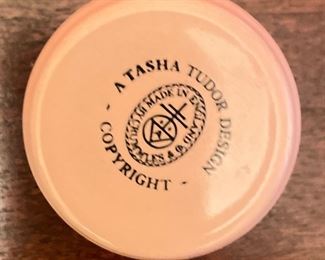 - A TASHA TUDOR DESIGN
- COPYRIGHT -
MADE IN ENGLAND